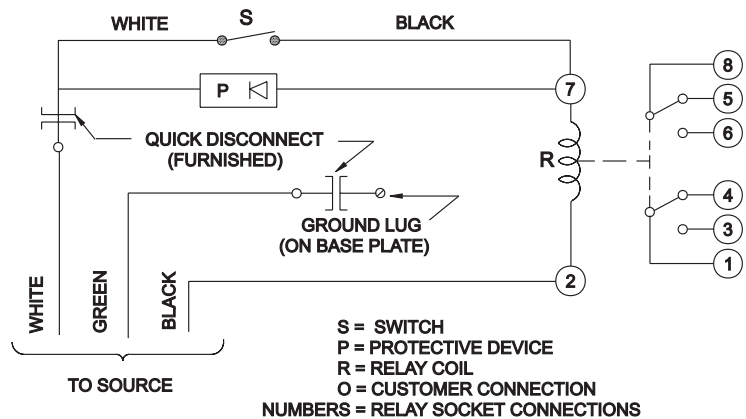 WHITE
S
BLACK
P
7
8
5
6
QUICK DISCONNECT
(FURNISHED)
R
GROUND LUG
(ON BASE PLATE)
4
3
1
2
WHITE
GREEN
BLACK
TO SOURCE
S = SWITCH
P = PROTECTIVE DEVICE
R = RELAY COIL
O = CUSTOMER CONNECTION
NUMBERS = RELAY SOCKET CONNECTIONS